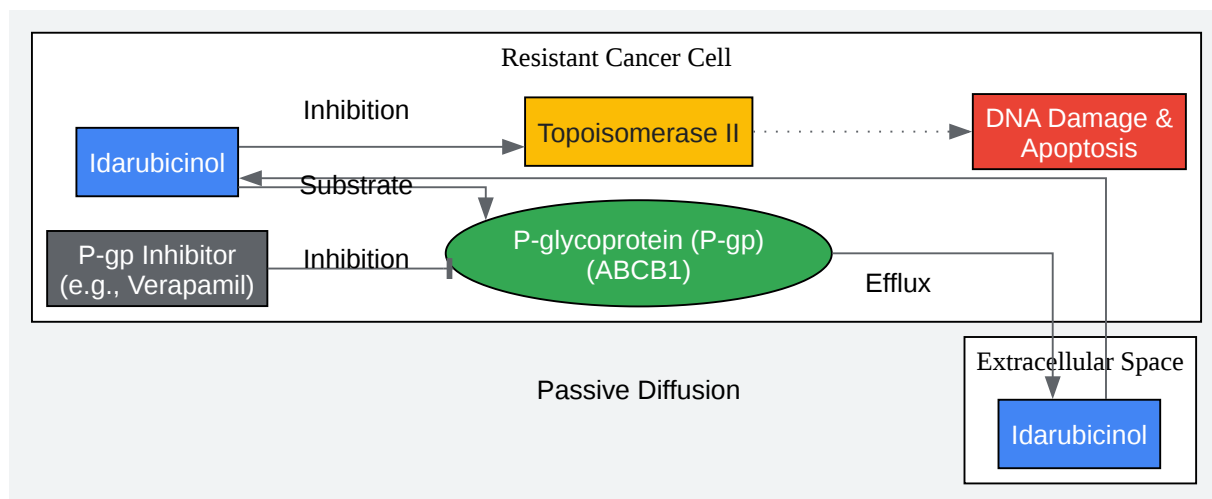 Resistant Cancer Cell
Inhibition
Idarubicinol
Topoisomerase II
DNA Damage &
Apoptosis
Substrate
P-gp Inhibitor
(e.g., Verapamil)
Inhibition
P-glycoprotein (P-gp)
(ABCB1)
Efflux
Extracellular Space
Passive Diffusion
Idarubicinol